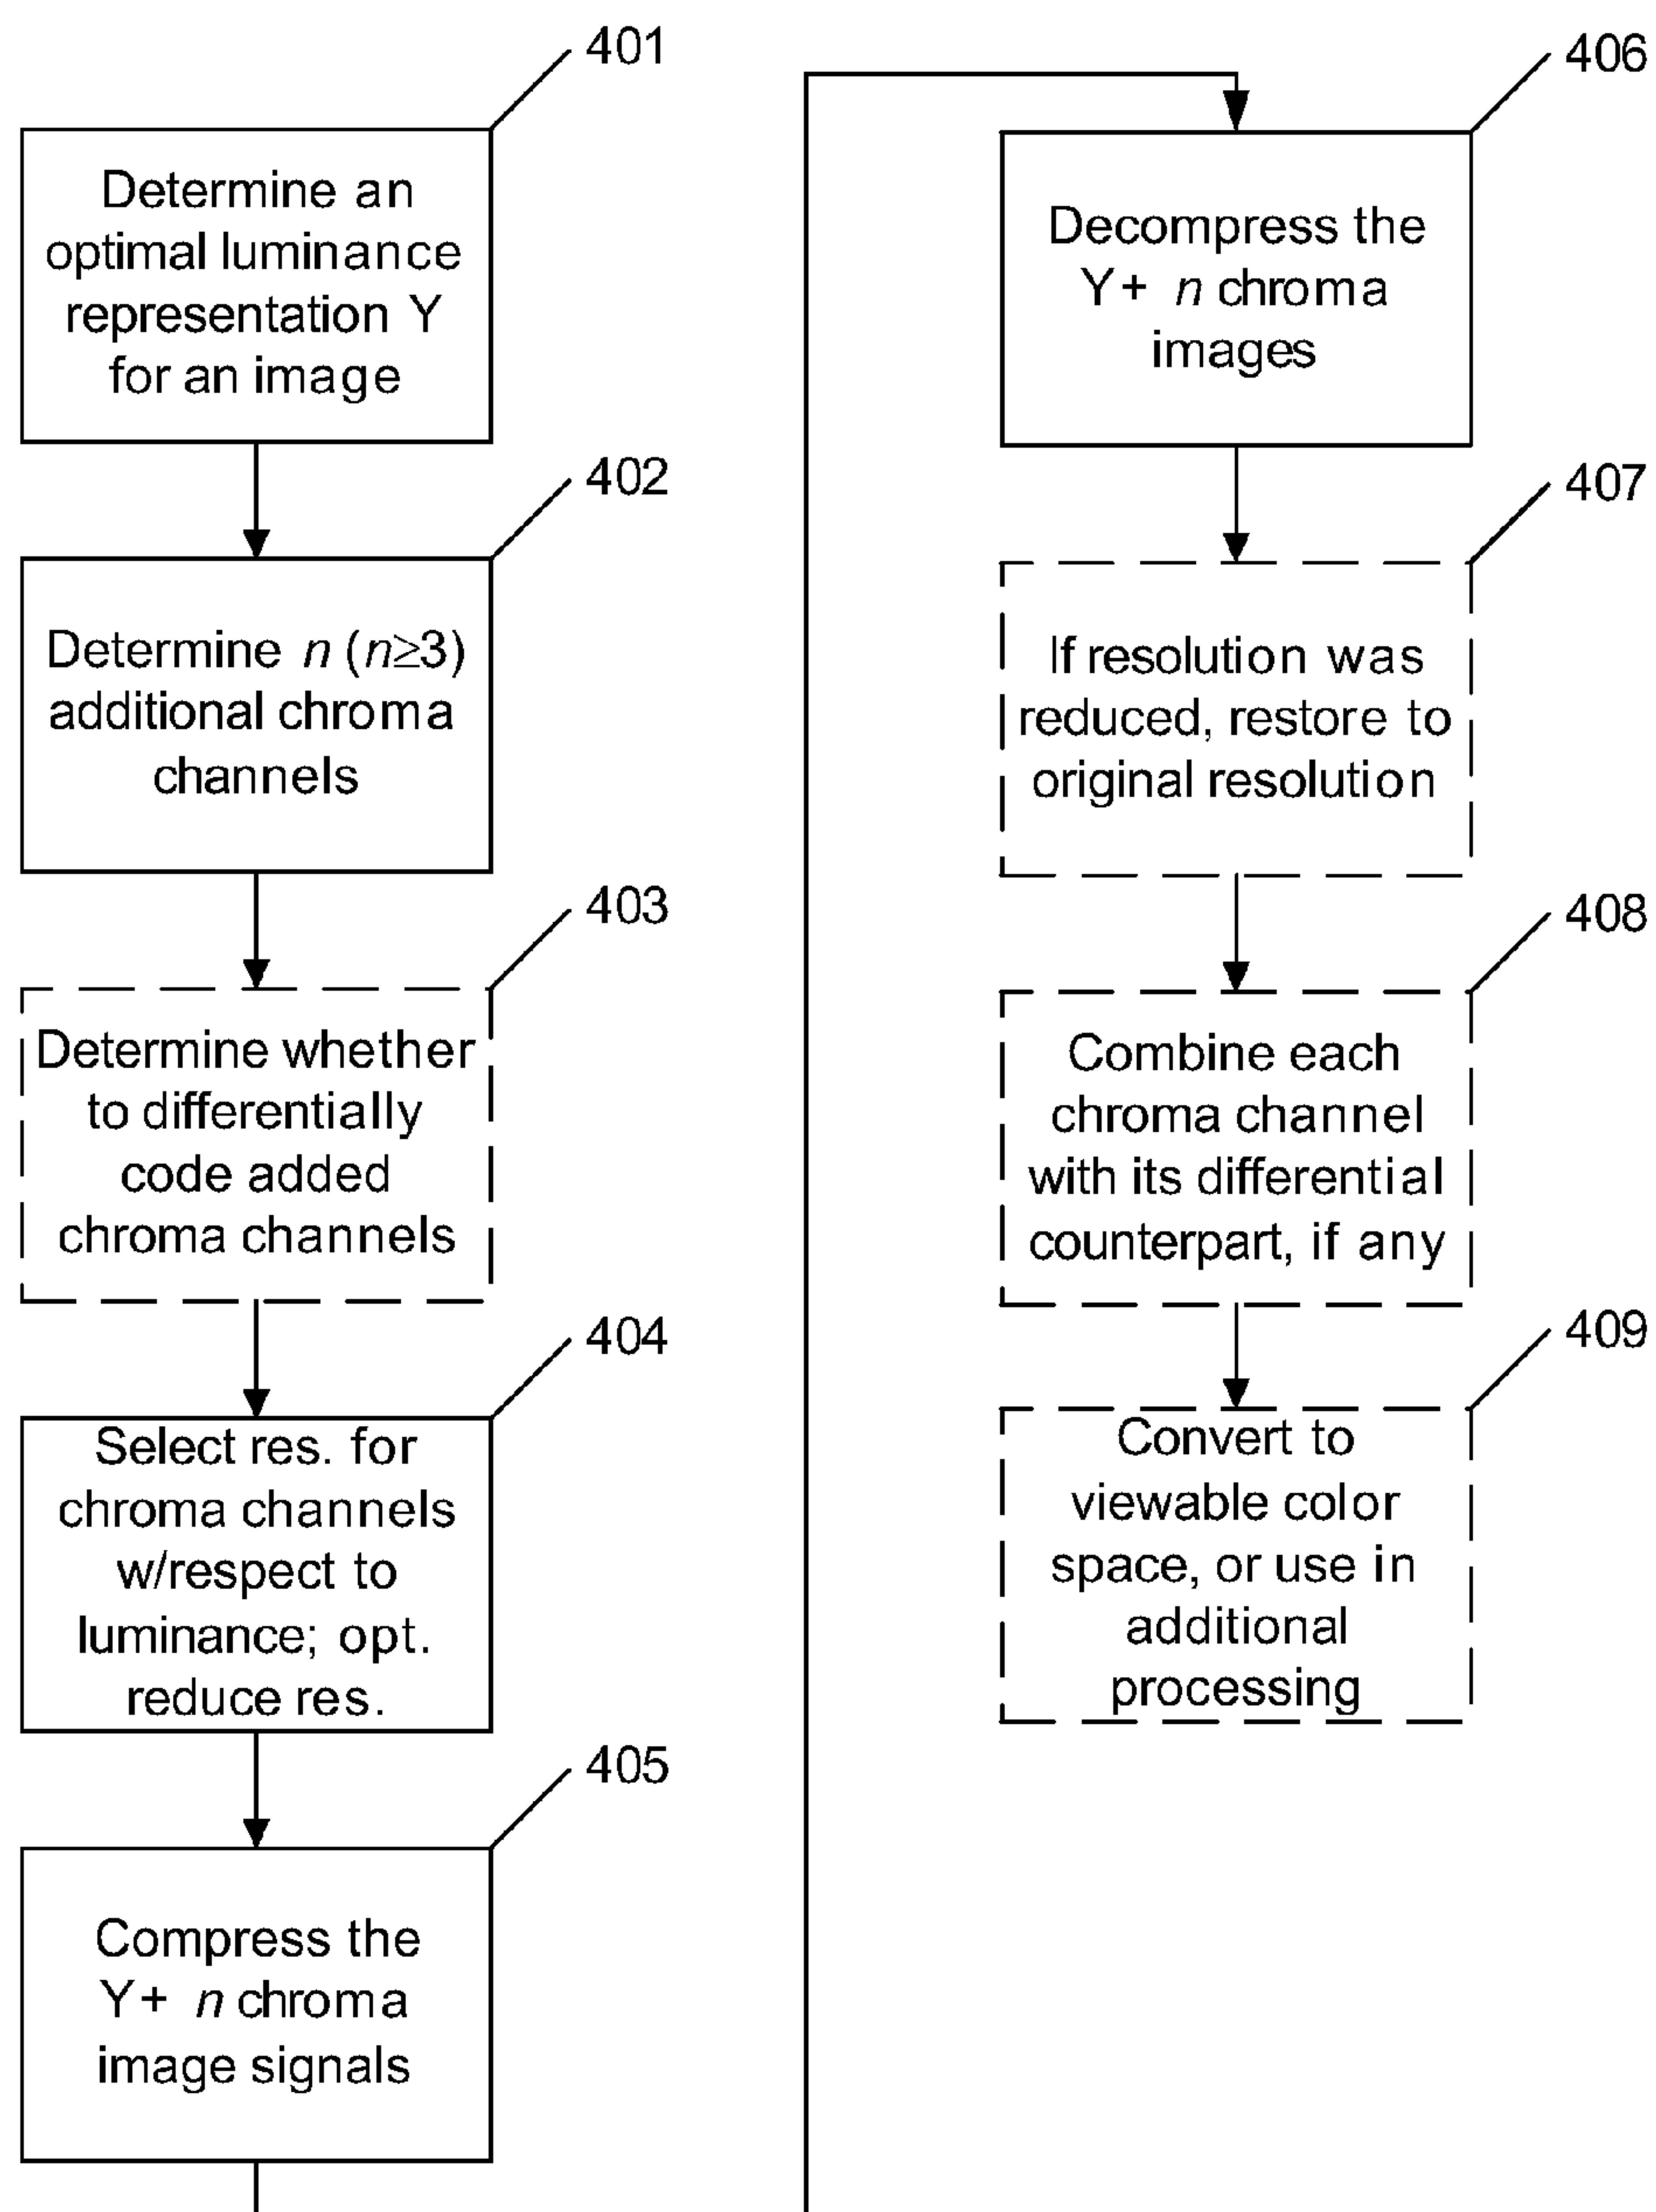 401
Determine an
optimal luminance
representation Y
for an image
402
Determine n (n≥3)
additional chroma
channels
403
Determine whether
to differentially
code added
chroma channels
404
Select res. for
chroma channels
w/respect to
luminance; opt.
reduce res.
405
Compress the
Y+ n chroma
image signals
406
Decompress the
Y+ n chroma
images
407
If resolution was
reduced, restore to
original resolution
408
Combine each
chroma channel
with its differential
counterpart, if any
409
Convert to
viewable color
space, or use in
additional
processing